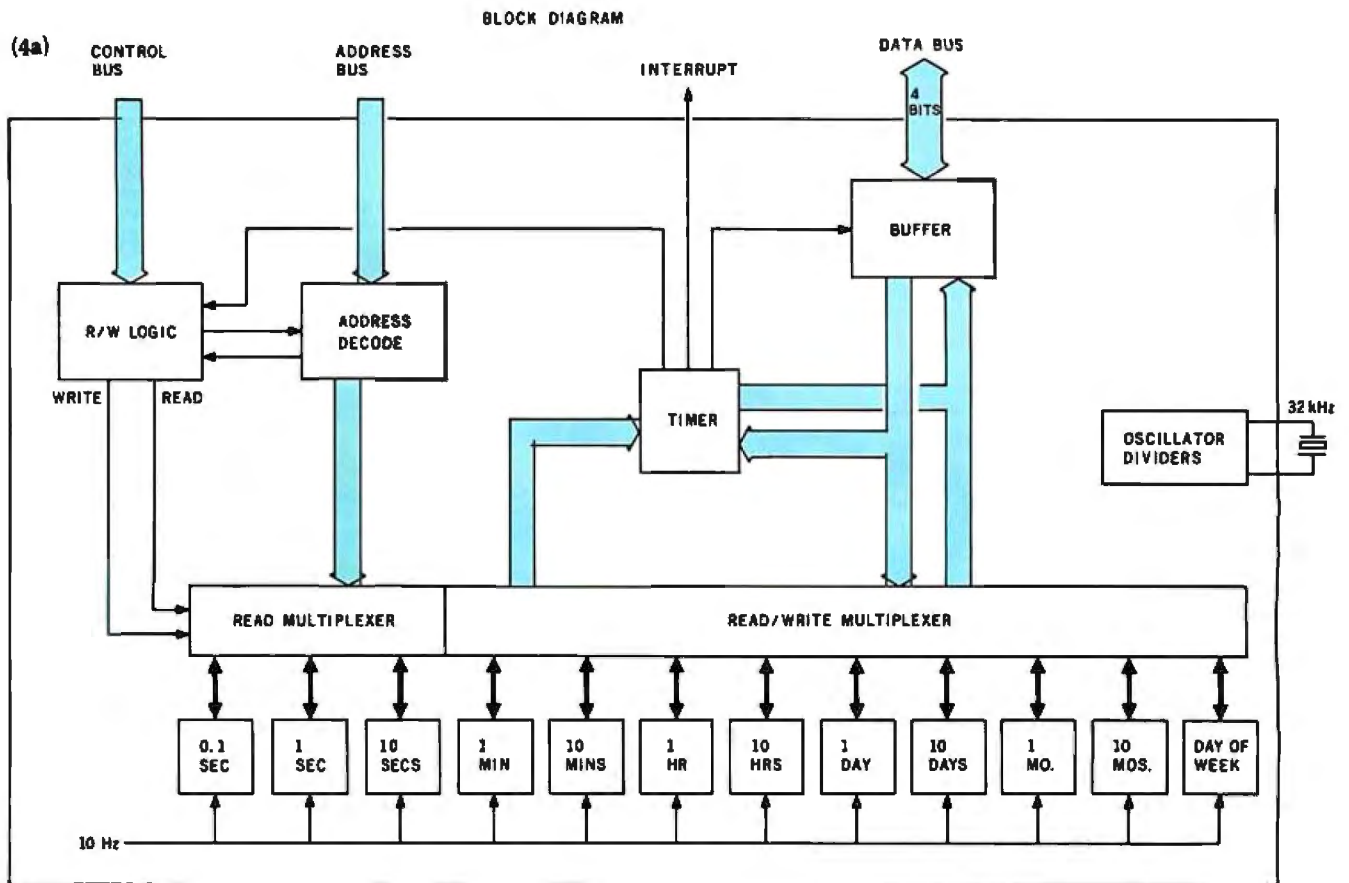 BLOCK DIAGRAM
(4a)
CONTROL
BUS
ADDRESS
BUS
INTERRUPT
DATA BUS
4
BITS
BUFFER
R/W LOGIC
ADDRESS
DECODE
WRITE
READ
TIMER
32 kHz
OSCILLATOR
DIVIDERS
READ MULTIPLEXER
READ/WRITE MULTIPLEXER
0.1
SEC
1
SEC
10
SECS
1
MIN
10
MINS
1
HR
10
HRS
1
DAY
10
DAYS
1
MO.
10
MOS.
DAY OF
WEEK
10 Hz